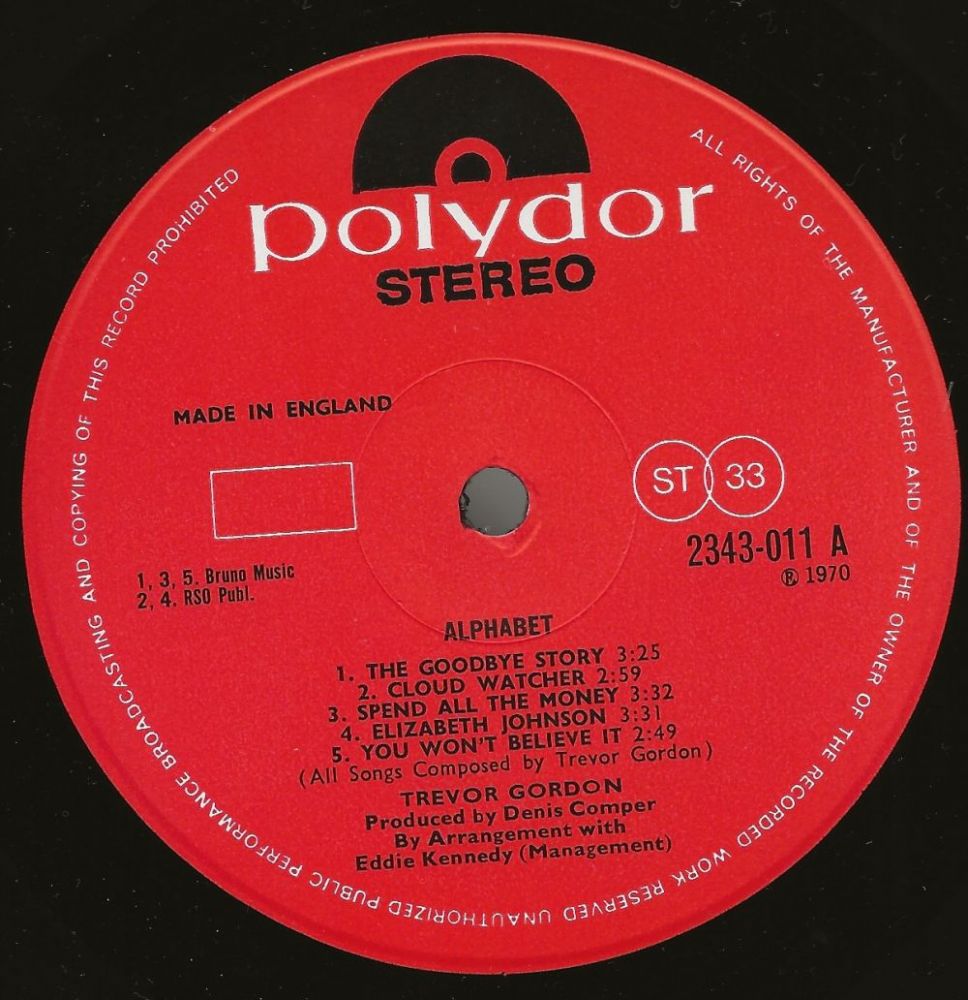 polydor
STEREO
MADE IN ENGLAND
ST 33
2343-011 A
Ⓟ 1970
1, 3, 5. Bruno Music
2, 4. RSO Publ.
ALPHABET
1. THE GOODBYE STORY 3:25
2. CLOUD WATCHER 2:59
3. SPEND ALL THE MONEY 3:32
4. ELIZABETH JOHNSON 3:31
5. YOU WON'T BELIEVE IT 2:49
(All Songs Composed by Trevor Gordon)
TREVOR GORDON
Produced by Denis Comper
By Arrangement with
Eddie Kennedy (Management)
ALL RIGHTS OF THE MANUFACTURER AND OF THE OWNER OF THE RECORDED WORK RESERVED UNAUTHORIZED PUBLIC PERFORMANCE BROADCASTING AND COPYING OF THIS RECORD PROHIBITED